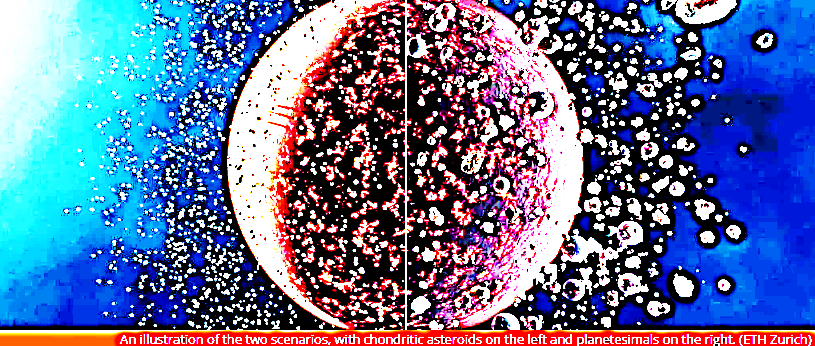 An illustration of the two scenarios, with chondritic asteroids on the left and planetesimals on the right. (ETH Zurich)